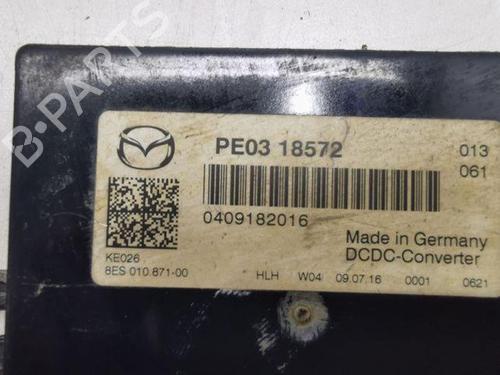 B-PARTS
PE03 18572
013
061
0409182016
Made in Germany
DCDC-Converter
KE026
8ES 010.871-00
HLH W04 09.07.16 0001 0621